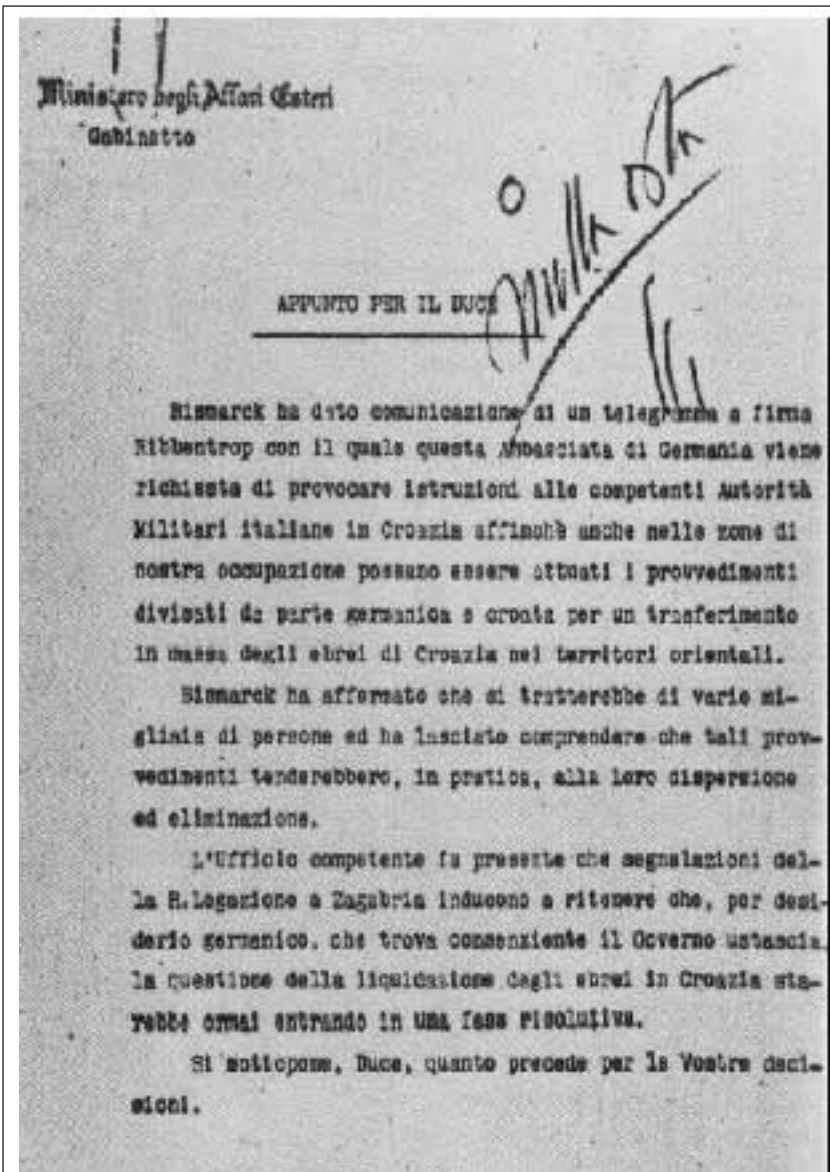 Ministero degli Affari Esteri
Gabinetto
nulla osta
APPUNTO PER IL DUCE
Bismarck ha dato comunicazione di un telegramma a firma
Ribbentrop con il quale questa Ambasciata di Germania viene
richiesta di provocare istruzioni alle competenti Autorità
Militari italiane in Croazia affinchè anche nelle zone di
nostra occupazione possano essere attuati i provvedimenti
divisati da parte germanica e croata per un trasferimento
in massa degli ebrei di Croazia nei territori orientali.
Bismarck ha affermato che si tratterebbe di varie mi-
gliaia di persone ed ha lasciato comprendere che tali prov-
vedimenti tenderebbero, in pratica, alla loro dispersione
ed eliminazione.
L'Ufficio competente fa presente che segnalazioni del-
la R.Legazione a Zagabria inducono a ritenere che, per desi-
derio germanico, che trova consenziente il Governo ustascia,
la questione della liquidazione degli ebrei in Croazia sta-
rebbe ormai entrando in una fase risolutiva.
Si sottopone, Duce, quanto precede per le Vostre deci-
sioni.